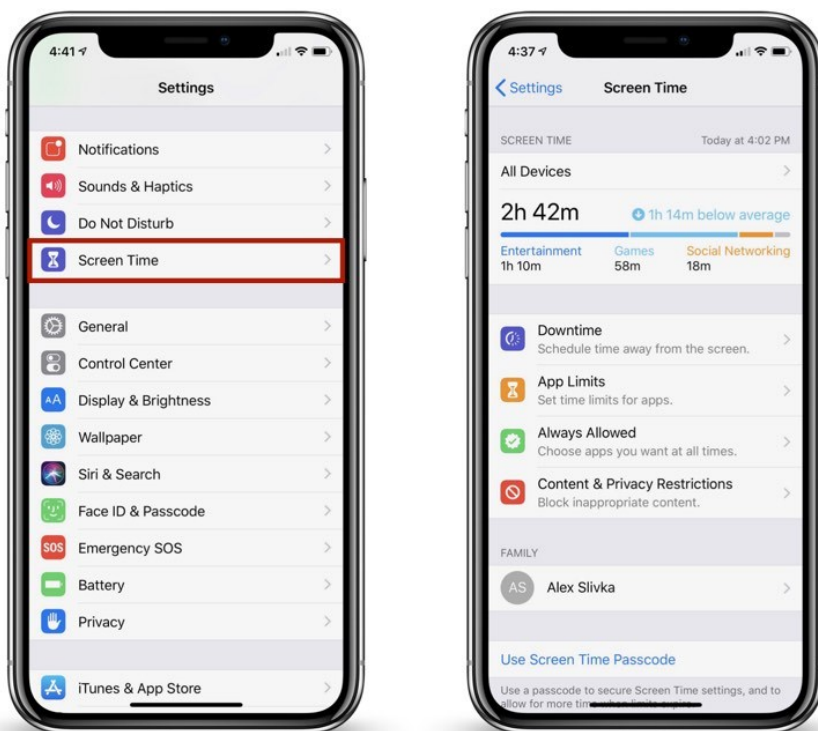 4:41
Settings
Notifications
Sounds & Haptics
Do Not Disturb
Screen Time
General
Control Center
AA Display & Brightness
Wallpaper
Siri & Search
Face ID & Passcode
SOS Emergency SOS
Battery
Privacy
iTunes & App Store
4:37
Settings Screen Time
SCREEN TIME Today at 4:02 PM
All Devices
2h 42m 1h 14m below average
Entertainment Games Social Networking
1h 10m 58m 18m
Downtime
Schedule time away from the screen.
App Limits
Set time limits for apps.
Always Allowed
Choose apps you want at all times.
Content & Privacy Restrictions
Block inappropriate content.
FAMILY
AS Alex Slivka
Use Screen Time Passcode
Use a passcode to secure Screen Time settings, and to
allow for more time when limits expire.